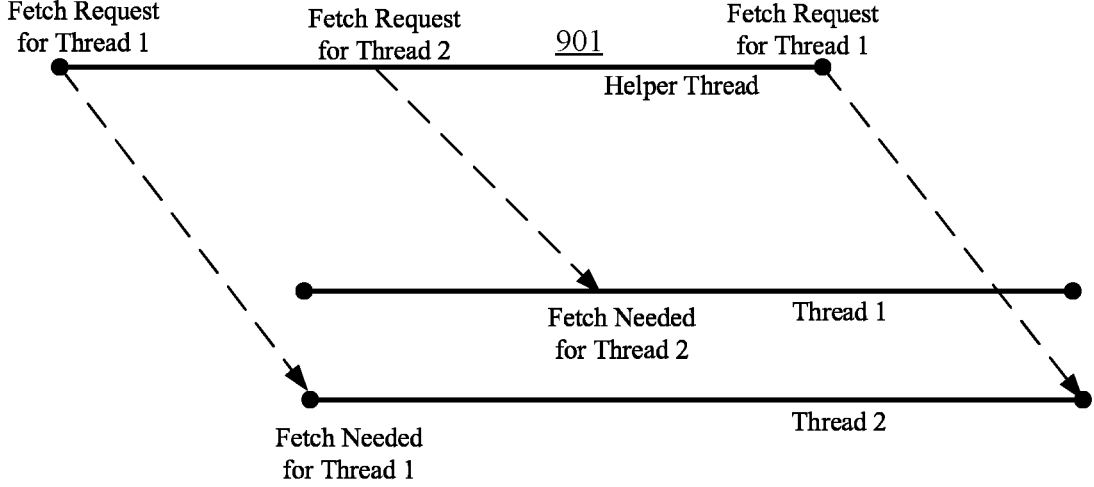 Fetch Request
for Thread 1
Fetch Request
for Thread 2
901
Fetch Request
for Thread 1
Helper Thread
Thread 1
Fetch Needed
for Thread 2
Thread 2
Fetch Needed
for Thread 1